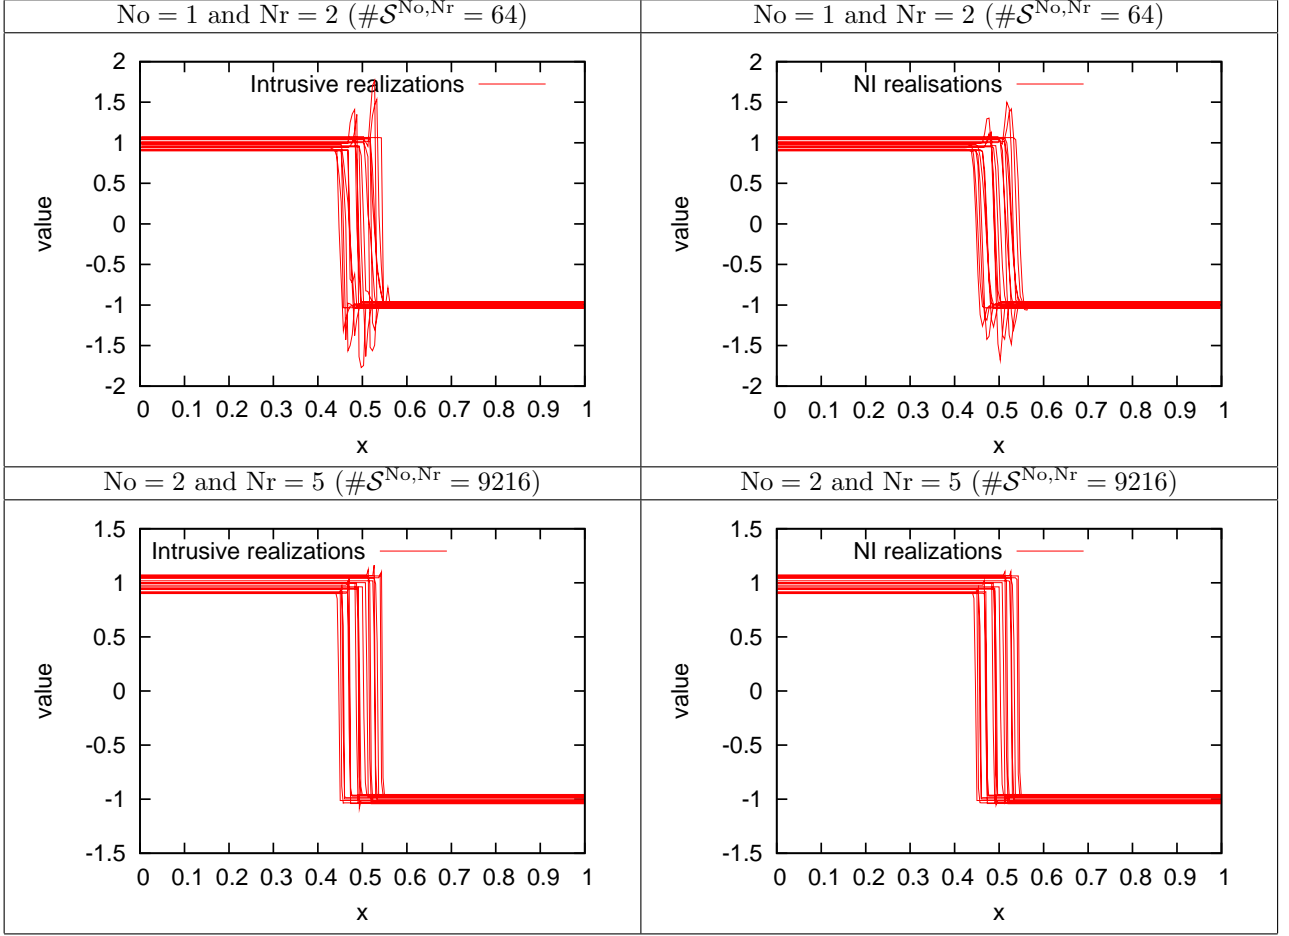 No = 1 and Nr = 2 (#𝒮^{No,Nr} = 64)
No = 1 and Nr = 2 (#𝒮^{No,Nr} = 64)
Intrusive realizations
2
1.5
1
0.5
0
-0.5
-1
-1.5
-2
value
0 0.1 0.2 0.3 0.4 0.5 0.6 0.7 0.8 0.9 1
x
NI realisations
2
1.5
1
0.5
0
-0.5
-1
-1.5
-2
value
0 0.1 0.2 0.3 0.4 0.5 0.6 0.7 0.8 0.9 1
x
No = 2 and Nr = 5 (#𝒮^{No,Nr} = 9216)
No = 2 and Nr = 5 (#𝒮^{No,Nr} = 9216)
Intrusive realizations
1.5
1
0.5
0
-0.5
-1
-1.5
value
0 0.1 0.2 0.3 0.4 0.5 0.6 0.7 0.8 0.9 1
x
NI realizations
1.5
1
0.5
0
-0.5
-1
-1.5
value
0 0.1 0.2 0.3 0.4 0.5 0.6 0.7 0.8 0.9 1
x